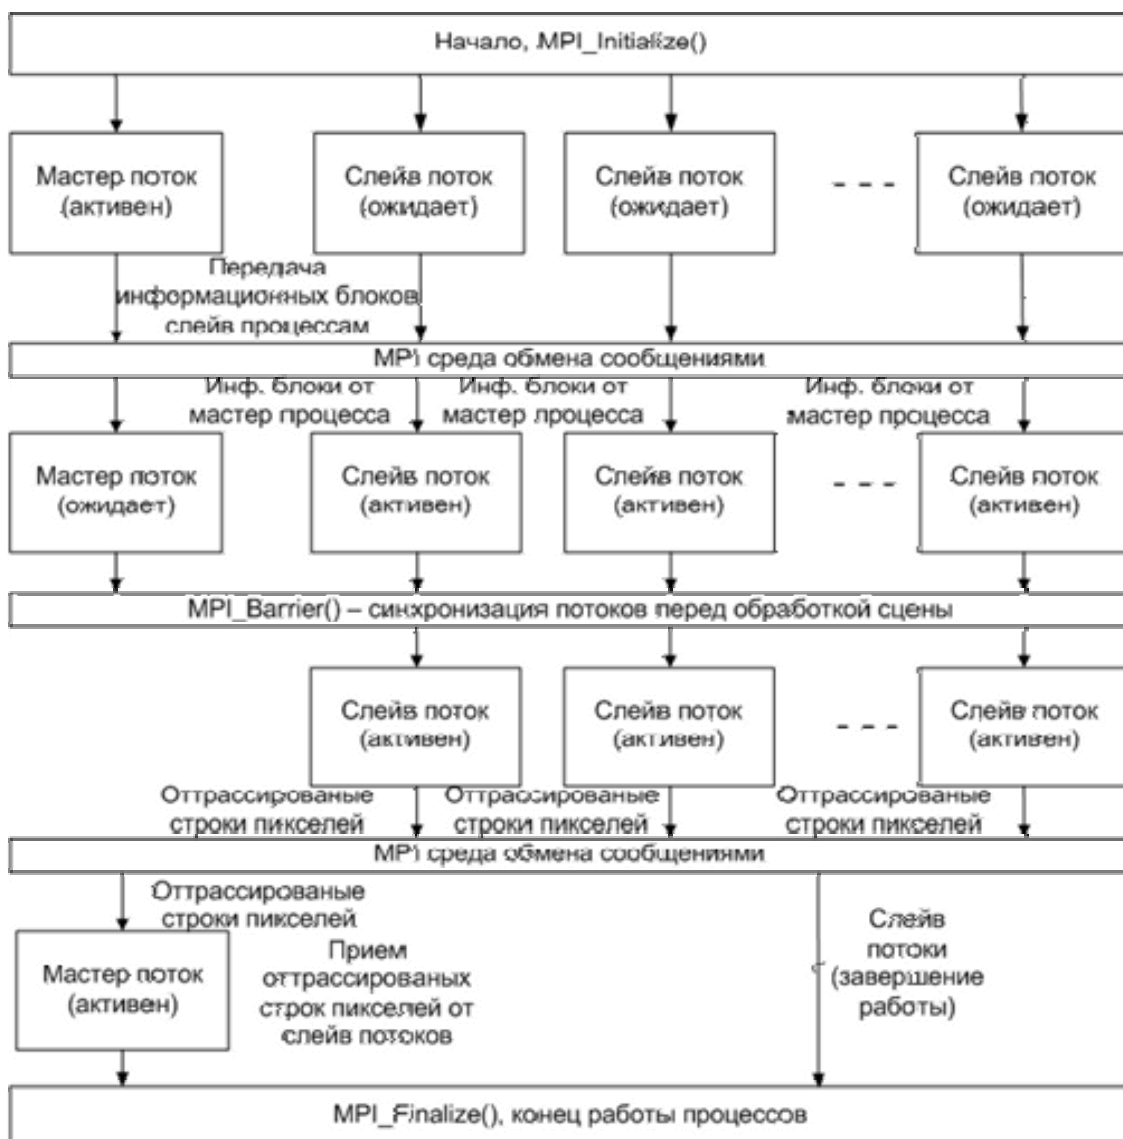 Начало, MPI_Initialize()
Мастер поток
(активен)
Слейв поток
(ожидает)
Слейв поток
(ожидает)
Слейв поток
(ожидает)
Передача
информационных блоков
слейв процессам
MPI среда обмена сообщениями
Инф. блоки от
мастер процесса
Инф. блоки от
мастер процесса
Инф. блоки от
мастер процесса
Мастер поток
(ожидает)
Слейв поток
(активен)
Слейв поток
(активен)
Слейв поток
(активен)
MPI_Barrier() – синхронизация потоков перед обработкой сцены
Слейв поток
(активен)
Слейв поток
(активен)
Слейв поток
(активен)
Оттрассированые
строки пикселей
Оттрассированые
строки пикселей
Оттрассированые
строки пикселей
MPI среда обмена сообщениями
Оттрассированые
строки пикселей
Мастер поток
(активен)
Прием
оттрассированых
строк пикселей от
слейв потоков
Слейв
потоки
(завершение
работы)
MPI_Finalize(), конец работы процессов